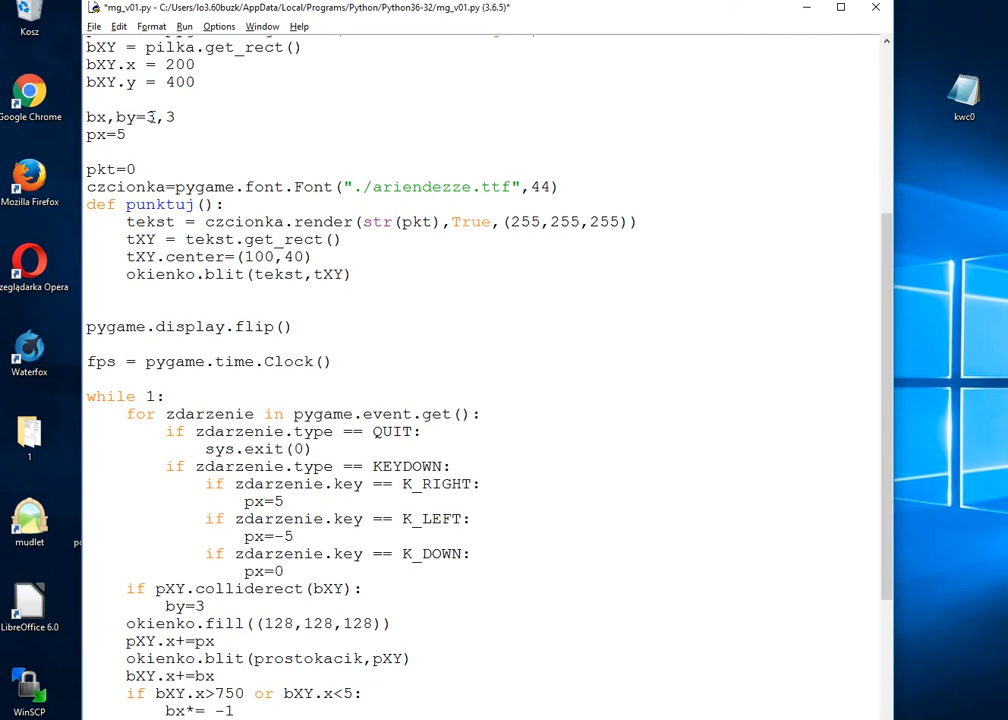 Kosz
*mg_v01.py - C:/Users/lo3.60buzk/AppData/Local/Programs/Python/Python36-32/mg_v01.py (3.6.5)*
File Edit Format Run Options Window Help
bXY = pilka.get_rect()
bXY.x = 200
bXY.y = 400
bx,by=3,3
px=5
pkt=0
czcionka=pygame.font.Font("./ariendezze.ttf",44)
def punktuj():
    tekst = czcionka.render(str(pkt),True,(255,255,255))
    tXY = tekst.get_rect()
    tXY.center=(100,40)
    okienko.blit(tekst,tXY)
pygame.display.flip()
fps = pygame.time.Clock()
while 1:
    for zdarzenie in pygame.event.get():
        if zdarzenie.type == QUIT:
            sys.exit(0)
        if zdarzenie.type == KEYDOWN:
            if zdarzenie.key == K_RIGHT:
                px=5
            if zdarzenie.key == K_LEFT:
                px=-5
            if zdarzenie.key == K_DOWN:
                px=0
    if pXY.colliderect(bXY):
        by=3
    okienko.fill((128,128,128))
    pXY.x+=px
    okienko.blit(prostokacik,pXY)
    bXY.x+=bx
    if bXY.x>750 or bXY.x<5:
        bx*= -1
Google Chrome
Mozilla Firefox
zeglądarka Opera
Waterfox
1
mudlet
LibreOffice 6.0
WinSCP
kwc0